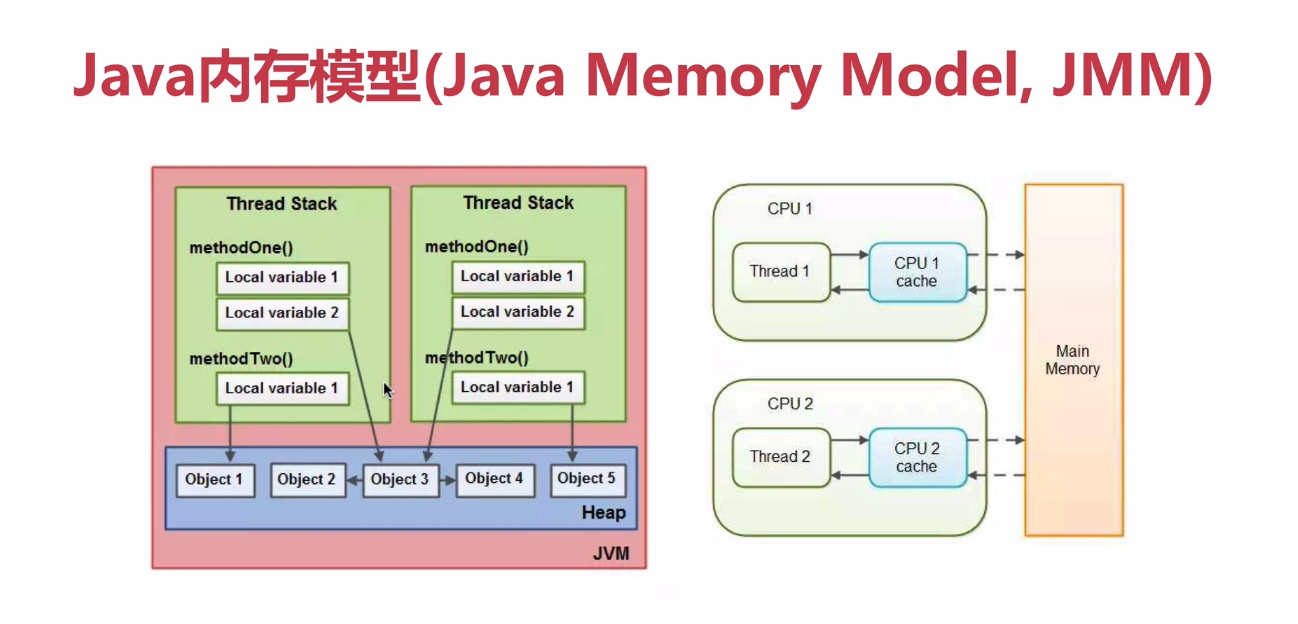 Java内存模型(Java Memory Model, JMM)
Thread Stack
methodOne()
Local variable 1
Local variable 2
methodTwo()
Local variable 1
Thread Stack
methodOne()
Local variable 1
Local variable 2
methodTwo()
Local variable 1
Object 1
Object 2
Object 3
Object 4
Object 5
Heap
JVM
CPU 1
Thread 1
CPU 1
cache
CPU 2
Thread 2
CPU 2
cache
Main
Memory